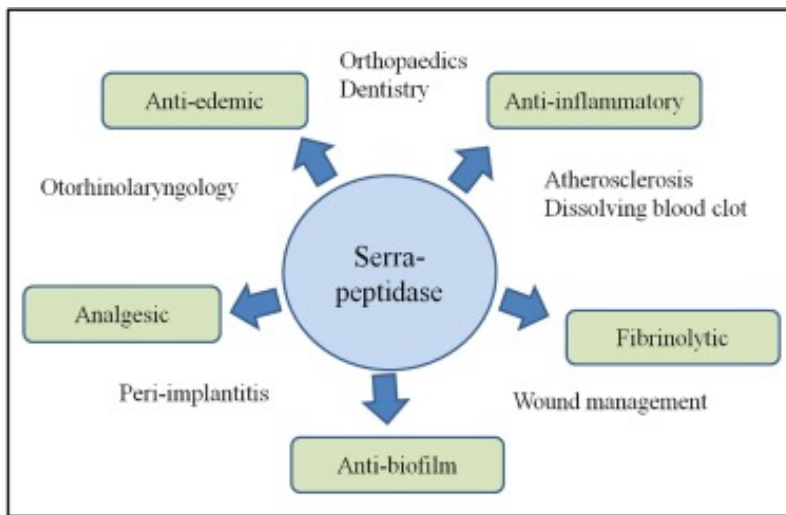 Orthopaedics
Dentistry
Anti-edemic
Anti-inflammatory
Otorhinolaryngology
Atherosclerosis
Dissolving blood clot
Serra-
peptidase
Analgesic
Fibrinolytic
Peri-implantitis
Wound management
Anti-biofilm